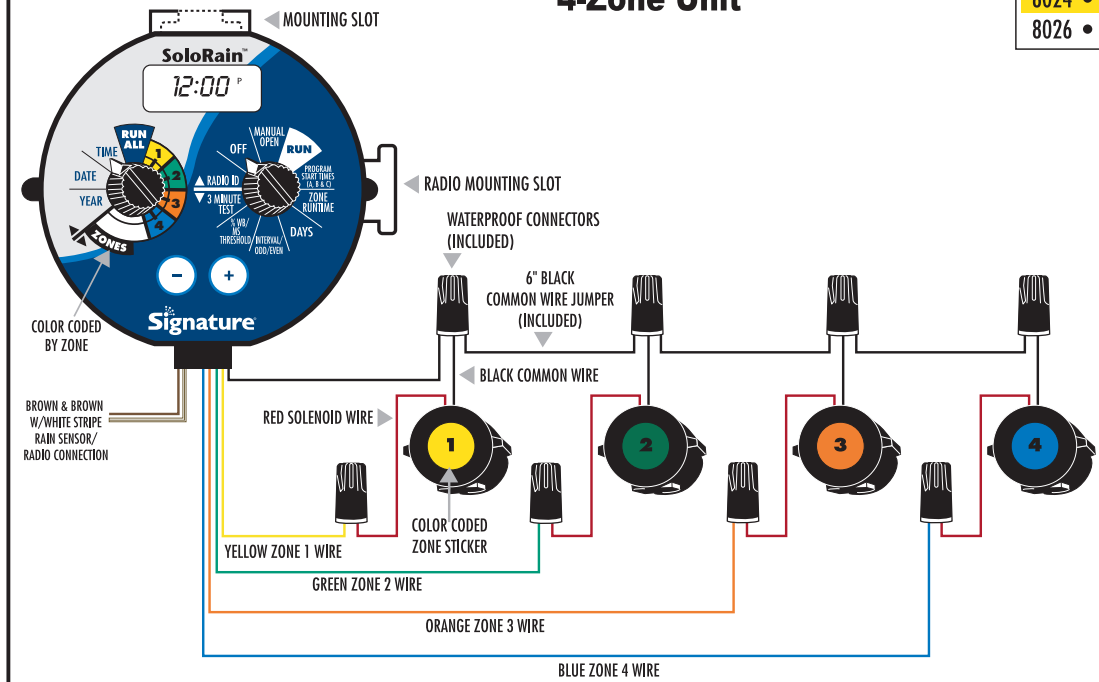 4-Zone Unit
8024 •
8026 •
MOUNTING SLOT
SoloRain™
12:00 P
RUN
ALL
TIME
DATE
YEAR
1
2
3
4
ZONES
MANUAL
OPEN
OFF
RUN
PROGRAM
START TIMES
(A, B & C)
ZONE
RUNTIME
DAYS
INTERVAL/
ODD/EVEN
% WB/
MS
THRESHOLD
▲ RADIO ID
▼ 3 MINUTE
TEST
− +
Signature
RADIO MOUNTING SLOT
WATERPROOF CONNECTORS
(INCLUDED)
6" BLACK
COMMON WIRE JUMPER
(INCLUDED)
COLOR CODED
BY ZONE
BLACK COMMON WIRE
BROWN & BROWN
W/WHITE STRIPE
RAIN SENSOR/
RADIO CONNECTION
RED SOLENOID WIRE
1
2
3
4
COLOR CODED
ZONE STICKER
YELLOW ZONE 1 WIRE
GREEN ZONE 2 WIRE
ORANGE ZONE 3 WIRE
BLUE ZONE 4 WIRE